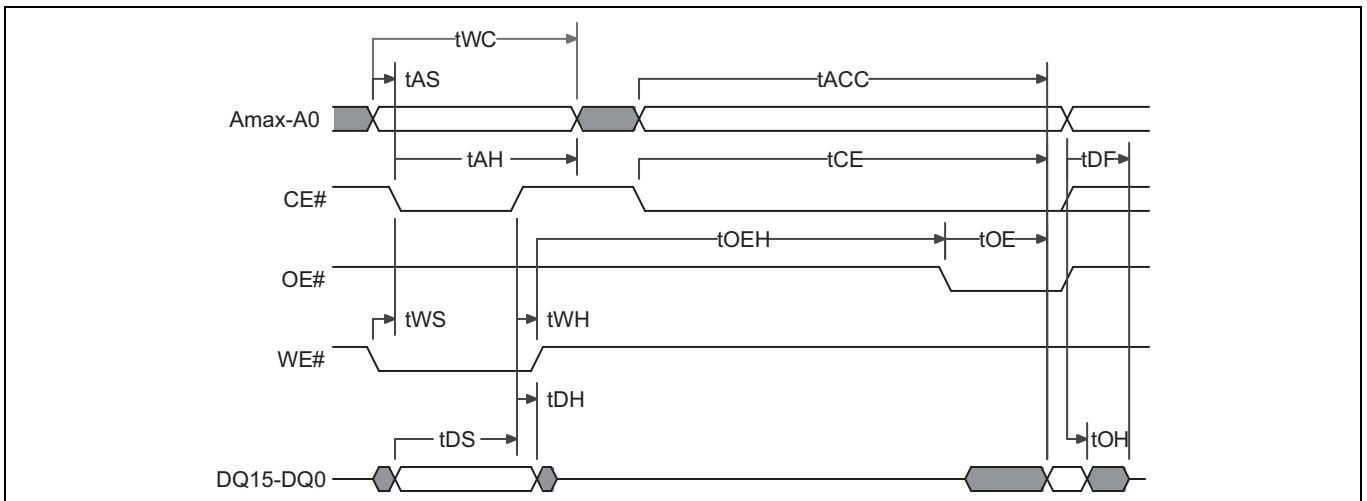 tWC
tAS
tACC
Amax-A0
tAH
tCE
tDF
CE#
tOEH
tOE
OE#
tWS
tWH
WE#
tDH
tDS
tOH
DQ15-DQ0